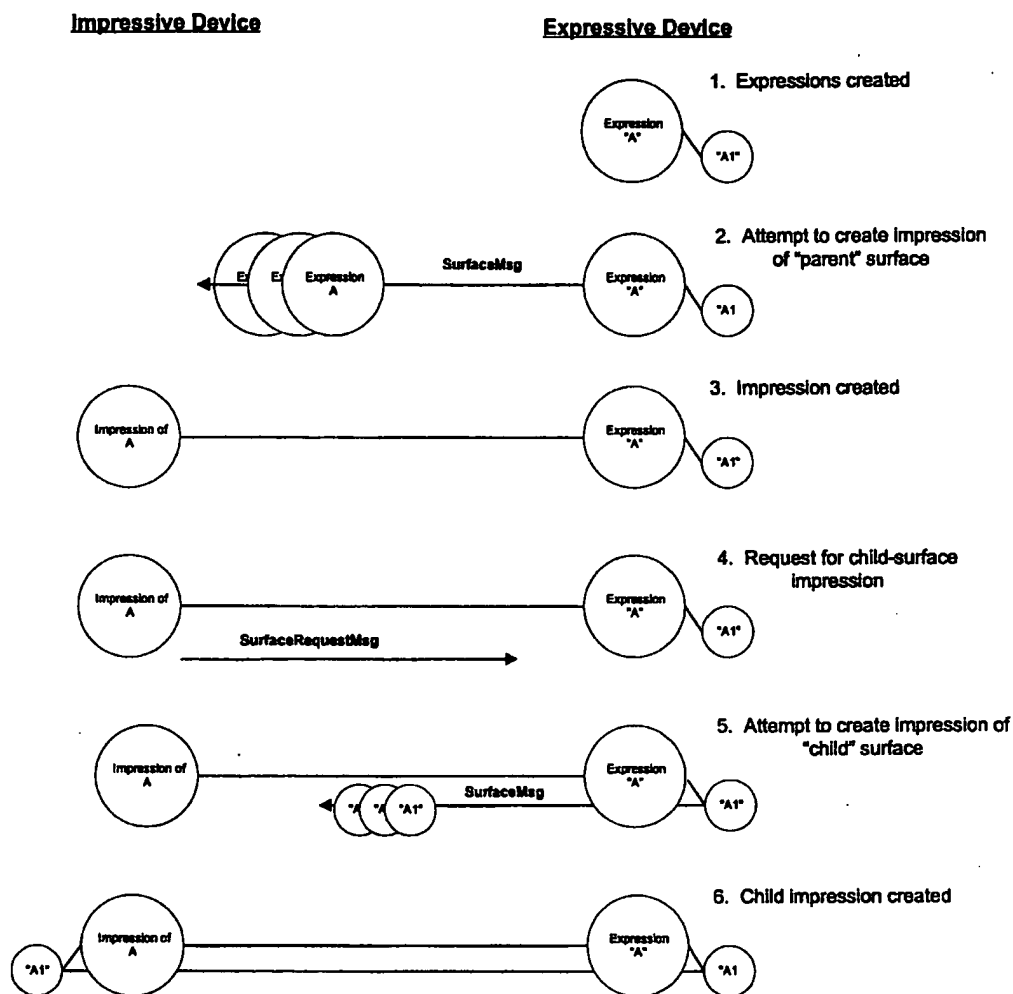 Impressive Device
Expressive Device
1. Expressions created
Expression
"A"
"A1"
2. Attempt to create impression
of "parent" surface
SurfaceMsg
Ex
Ex
Expression
A
Expression
"A"
"A1
3. Impression created
Impression of
A
Expression
"A"
"A1"
4. Request for child-surface
impression
Impression of
A
Expression
"A"
"A1"
SurfaceRequestMsg
5. Attempt to create impression of
"child" surface
Impression of
A
Expression
"A"
SurfaceMsg
"A
"A
"A1"
"A1"
6. Child impression created
Impression of
A
Expression
"A"
"A1"
"A1